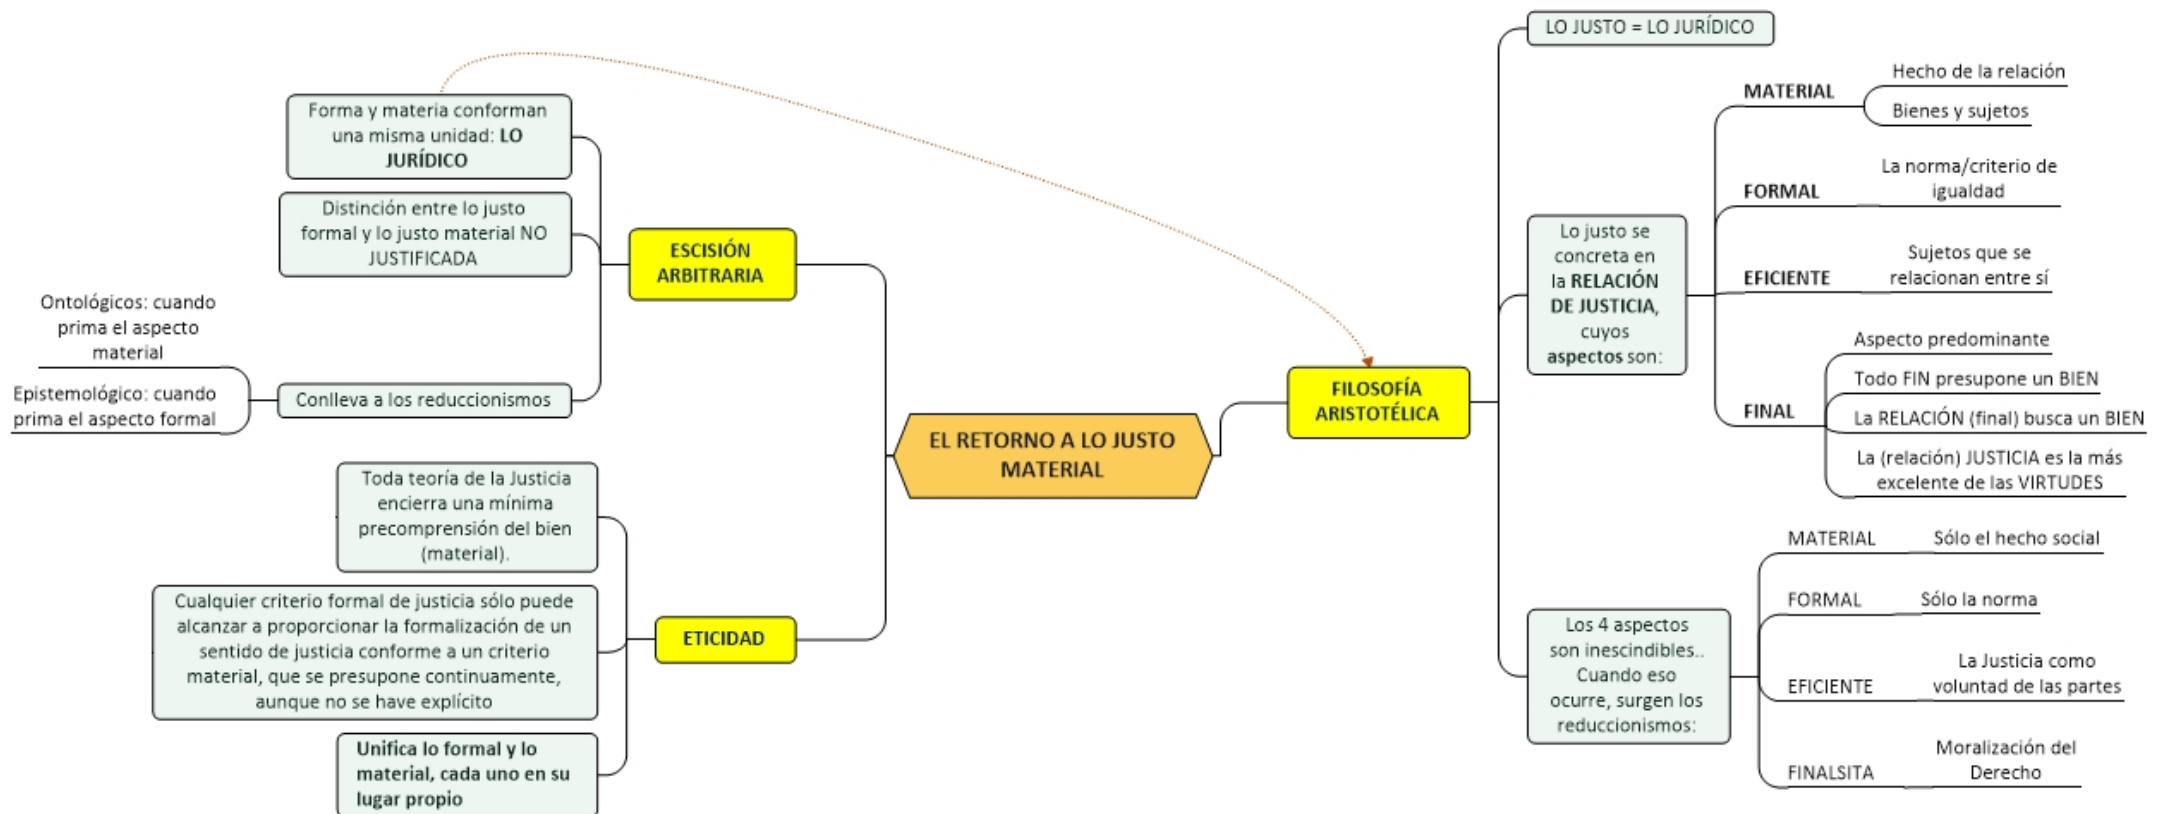 Forma y materia conforman
una misma unidad: LO
JURÍDICO
Distinción entre lo justo
formal y lo justo material NO
JUSTIFICADA
Ontológicos: cuando
prima el aspecto
material
Epistemológico: cuando
prima el aspecto formal
Conlleva a los reduccionismos
ESCISIÓN
ARBITRARIA
Toda teoría de la Justicia
encierra una mínima
precomprensión del bien
(material).
Cualquier criterio formal de justicia sólo puede
alcanzar a proporcionar la formalización de un
sentido de justicia conforme a un criterio
material, que se presupone continuamente,
aunque no se have explícito
Unifica lo formal y lo
material, cada uno en su
lugar propio
ETICIDAD
EL RETORNO A LO JUSTO
MATERIAL
FILOSOFÍA
ARISTOTÉLICA
LO JUSTO = LO JURÍDICO
Lo justo se
concreta en
la RELACIÓN
DE JUSTICIA,
cuyos
aspectos son:
MATERIAL
Hecho de la relación
Bienes y sujetos
FORMAL
La norma/criterio de
igualdad
EFICIENTE
Sujetos que se
relacionan entre sí
FINAL
Aspecto predominante
Todo FIN presupone un BIEN
La RELACIÓN (final) busca un BIEN
La (relación) JUSTICIA es la más
excelente de las VIRTUDES
Los 4 aspectos
son inescindibles..
Cuando eso
ocurre, surgen los
reduccionismos:
MATERIAL
Sólo el hecho social
FORMAL
Sólo la norma
EFICIENTE
La Justicia como
voluntad de las partes
FINALSITA
Moralización del
Derecho